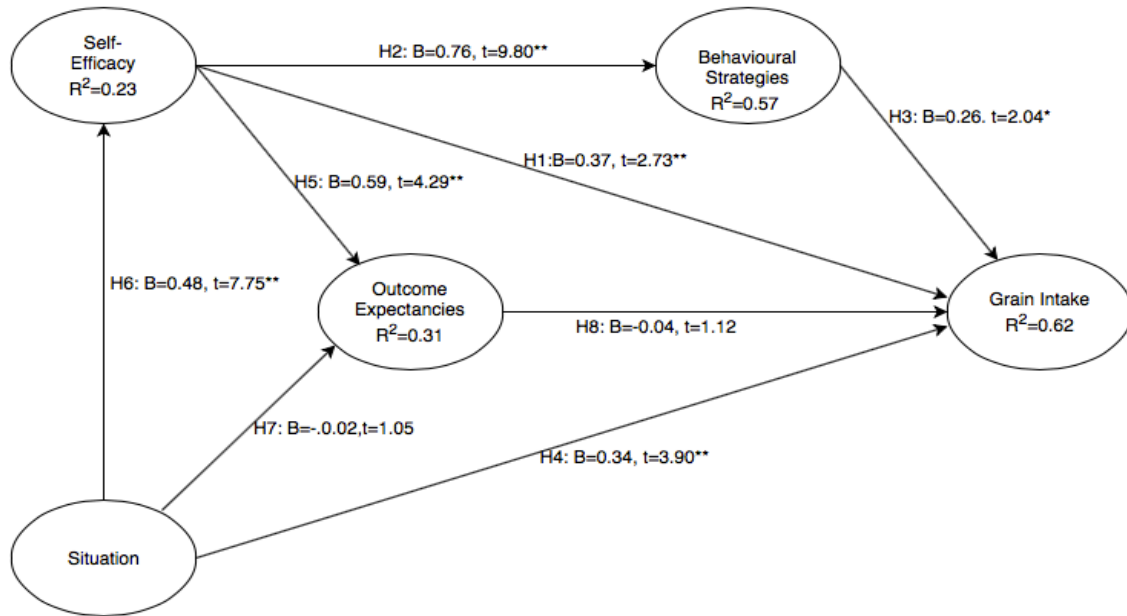 Self-
Efficacy
R²=0.23
H2: B=0.76, t=9.80**
Behavioural
Strategies
R²=0.57
H3: B=0.26. t=2.04*
H1:B=0.37, t=2.73**
H5: B=0.59, t=4.29**
H6: B=0.48, t=7.75**
Outcome
Expectancies
R²=0.31
H8: B=-0.04, t=1.12
Grain Intake
R²=0.62
H7: B=-.0.02,t=1.05
H4: B=0.34, t=3.90**
Situation